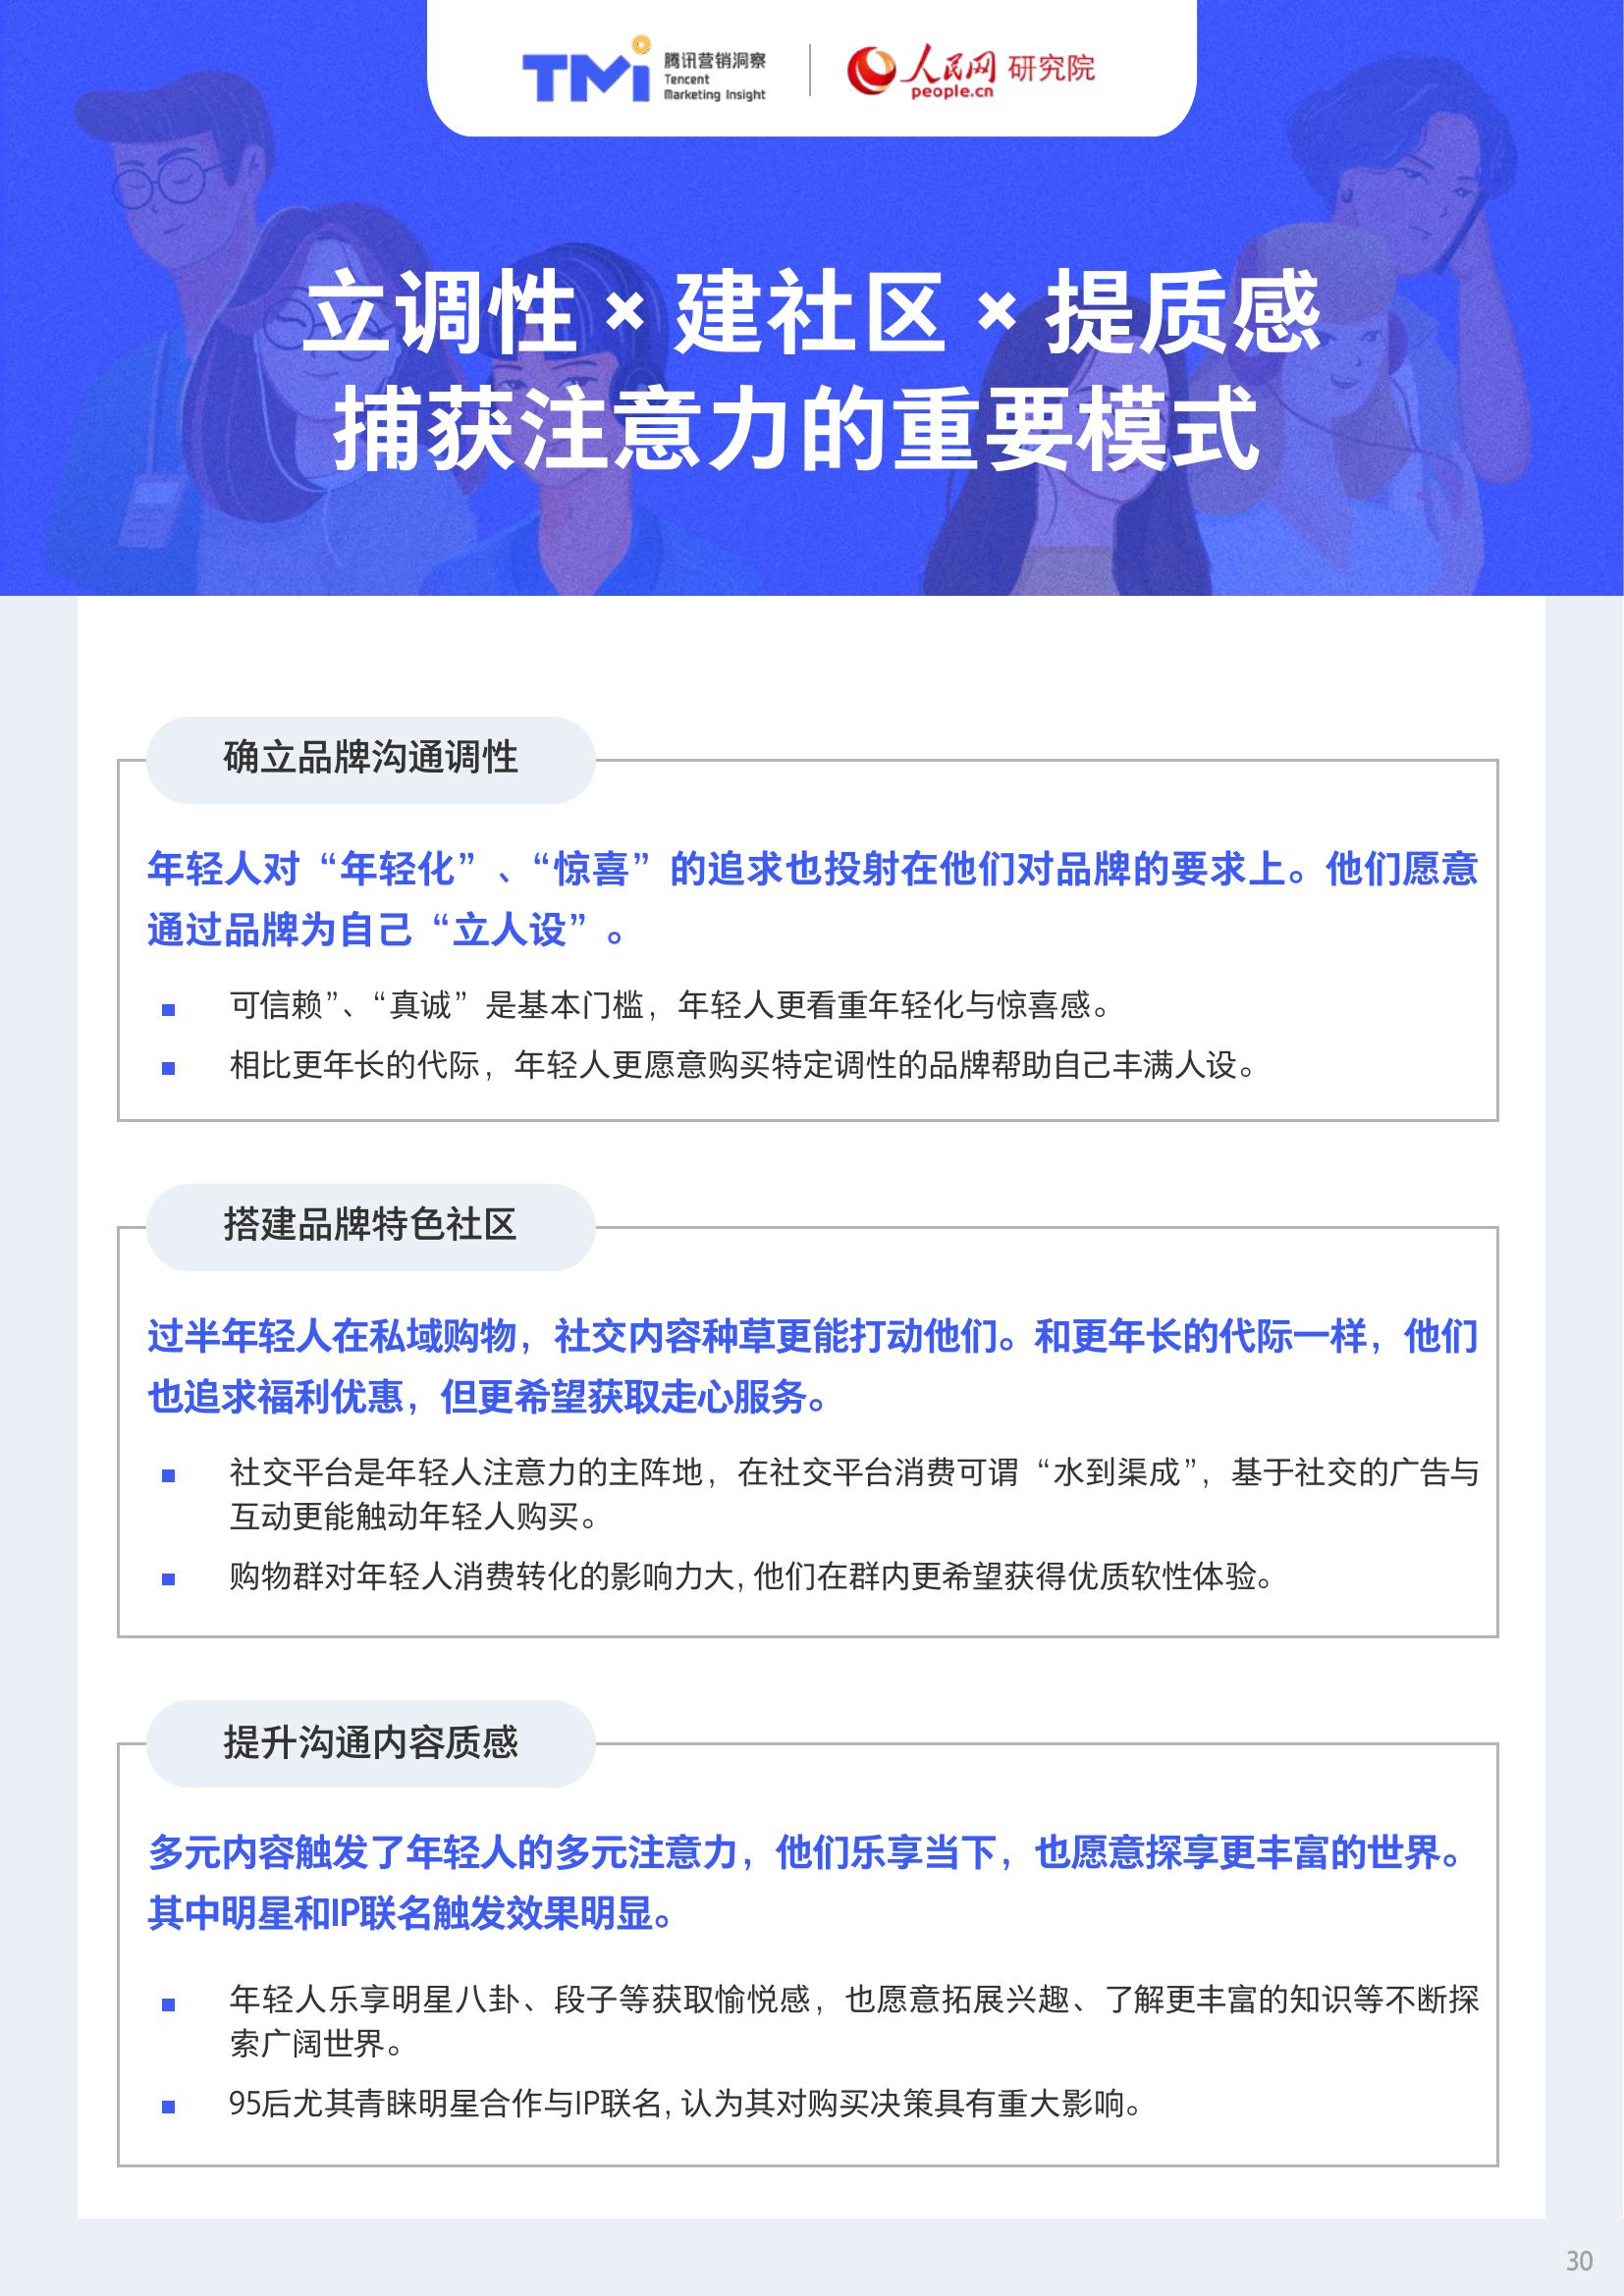 TMi 腾讯营销洞察
Tencent
Marketing Insight
人民网 研究院
people.cn
立调性 × 建社区 × 提质感
捕获注意力的重要模式
确立品牌沟通调性
年轻人对“年轻化”、“惊喜”的追求也投射在他们对品牌的要求上。他们愿意
通过品牌为自己“立人设”。
可信赖”、“真诚”是基本门槛，年轻人更看重年轻化与惊喜感。
相比更年长的代际，年轻人更愿意购买特定调性的品牌帮助自己丰满人设。
搭建品牌特色社区
过半年轻人在私域购物，社交内容种草更能打动他们。和更年长的代际一样，他们
也追求福利优惠，但更希望获取走心服务。
社交平台是年轻人注意力的主阵地，在社交平台消费可谓“水到渠成”，基于社交的广告与
互动更能触动年轻人购买。
购物群对年轻人消费转化的影响力大, 他们在群内更希望获得优质软性体验。
提升沟通内容质感
多元内容触发了年轻人的多元注意力，他们乐享当下，也愿意探享更丰富的世界。
其中明星和IP联名触发效果明显。
年轻人乐享明星八卦、段子等获取愉悦感，也愿意拓展兴趣、了解更丰富的知识等不断探
索广阔世界。
95后尤其青睐明星合作与IP联名, 认为其对购买决策具有重大影响。
30